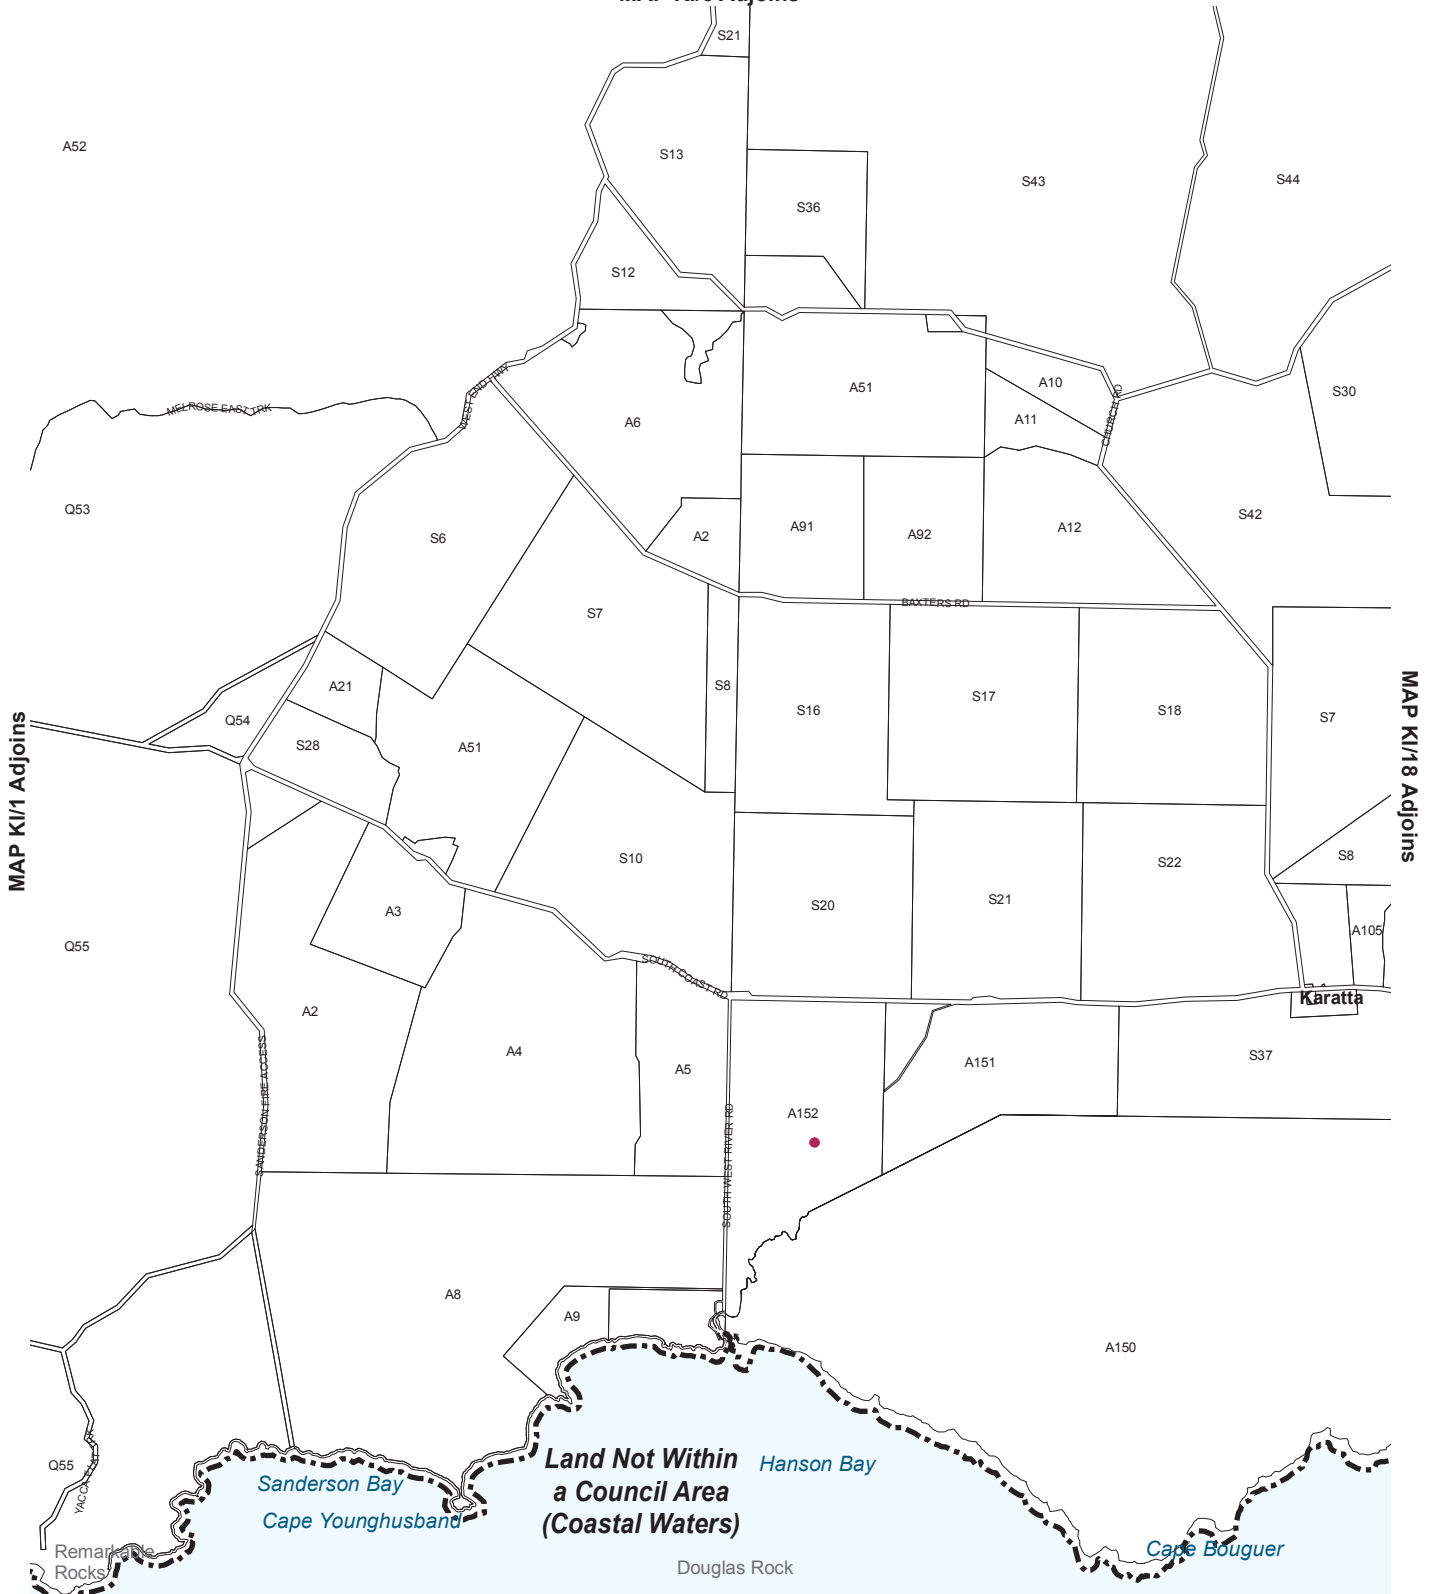 S21
A52
S13
S43
S44
S36
S12
A51
A10
S30
A11
A6
WEST END HWY
CHURCH RD
MELROSE EAST TRK
Q53
S6
A2
A91
A92
A12
S42
S7
BAXTERS RD
A21
S8
S16
S17
S18
S7
Q54
S28
A51
MAP KI/1 Adjoins
MAP KI/18 Adjoins
S10
S22
S8
A3
S20
S21
A105
Q55
SOUTH COAST RD
Karatta
A2
A4
A5
A151
S37
SANDERSON FIRE ACCESS
A152
SOUTH WEST RIVER RD
A8
A9
A150
Q55
Land Not Within
a Council Area
(Coastal Waters)
Hanson Bay
Sanderson Bay
Cape Younghusband
Remarkable
Rocks
Douglas Rock
Cape Bouguer